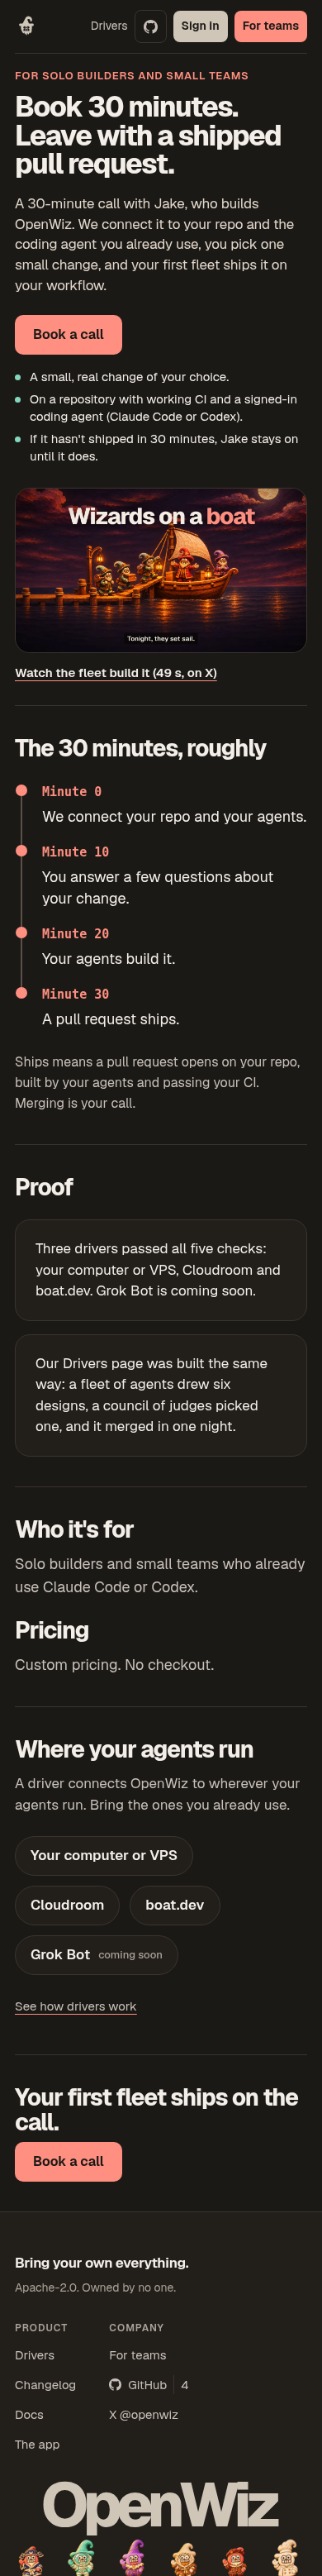 Drivers
Sign in
For teams
FOR SOLO BUILDERS AND SMALL TEAMS
Book 30 minutes.
Leave with a shipped
pull request.
A 30-minute call with Jake, who builds
OpenWiz. We connect it to your repo and the
coding agent you already use, you pick one
small change, and your first fleet ships it on
your workflow.
Book a call
A small, real change of your choice.
On a repository with working CI and a signed-in
coding agent (Claude Code or Codex).
If it hasn't shipped in 30 minutes, Jake stays on
until it does.
Wizards on a boat
Tonight, they set sail.
Watch the fleet build it (49 s, on X)
The 30 minutes, roughly
Minute 0
We connect your repo and your agents.
Minute 10
You answer a few questions about
your change.
Minute 20
Your agents build it.
Minute 30
A pull request ships.
Ships means a pull request opens on your repo,
built by your agents and passing your CI.
Merging is your call.
Proof
Three drivers passed all five checks:
your computer or VPS, Cloudroom and
boat.dev. Grok Bot is coming soon.
Our Drivers page was built the same
way: a fleet of agents drew six
designs, a council of judges picked
one, and it merged in one night.
Who it's for
Solo builders and small teams who already
use Claude Code or Codex.
Pricing
Custom pricing. No checkout.
Where your agents run
A driver connects OpenWiz to wherever your
agents run. Bring the ones you already use.
Your computer or VPS
Cloudroom
boat.dev
Grok Bot coming soon
See how drivers work
Your first fleet ships on the
call.
Book a call
Bring your own everything.
Apache-2.0. Owned by no one.
PRODUCT
Drivers
Changelog
Docs
The app
COMPANY
For teams
GitHub 4
X @openwiz
OpenWiz